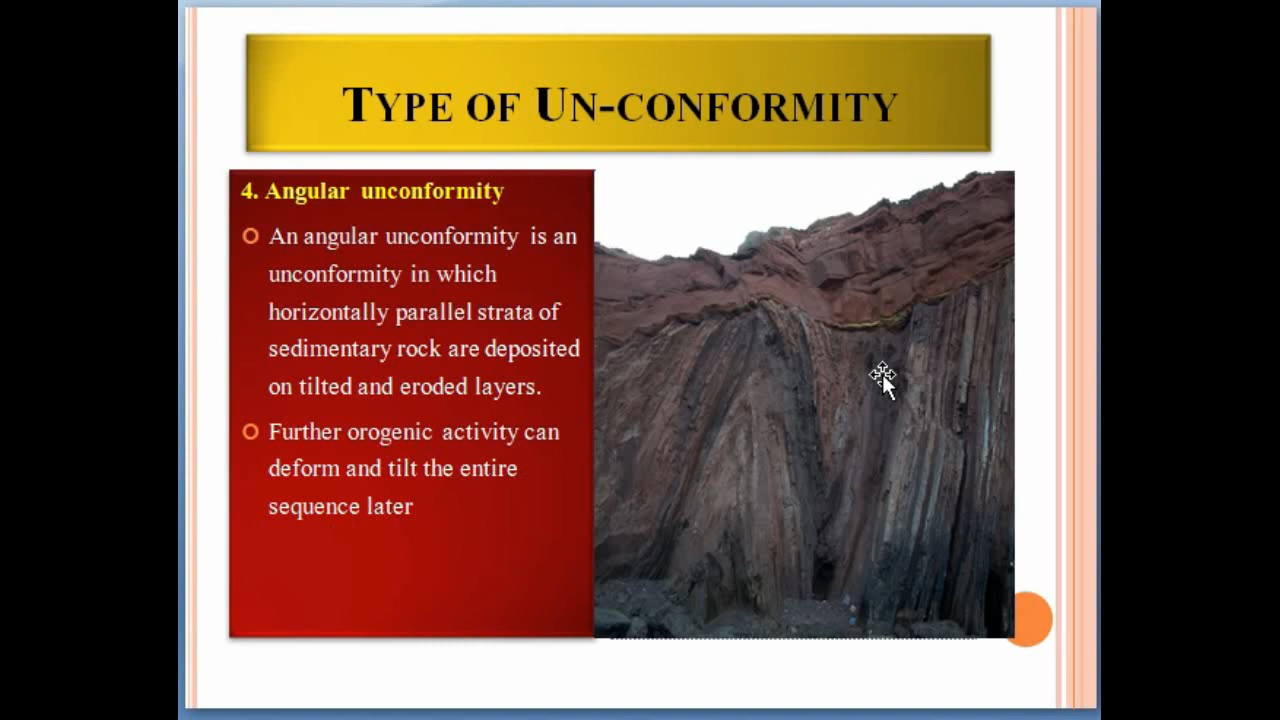 TYPE OF UN-CONFORMITY
4. Angular unconformity
An angular unconformity is an
unconformity in which
horizontally parallel strata of
sedimentary rock are deposited
on tilted and eroded layers.
Further orogenic activity can
deform and tilt the entire
sequence later